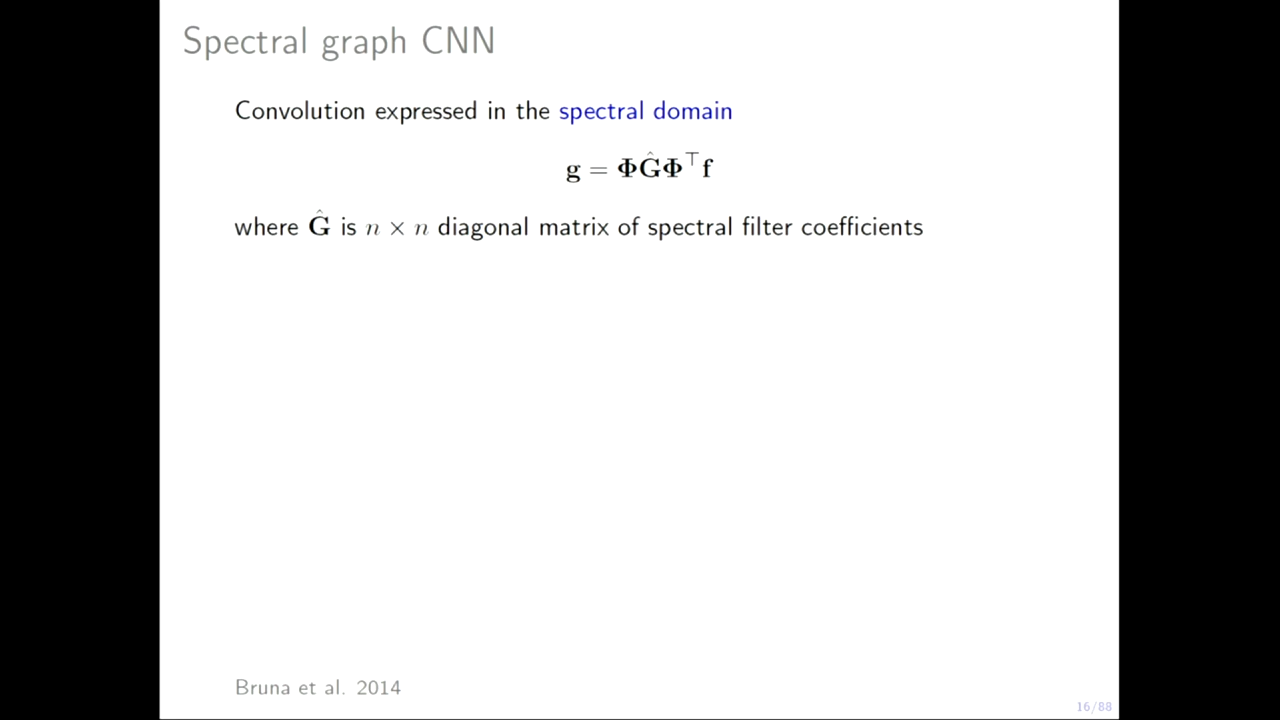 Spectral graph CNN
Convolution expressed in the spectral domain
g = ΦĜΦ⊤f
where Ĝ is n × n diagonal matrix of spectral filter coefficients
Bruna et al. 2014
16/88